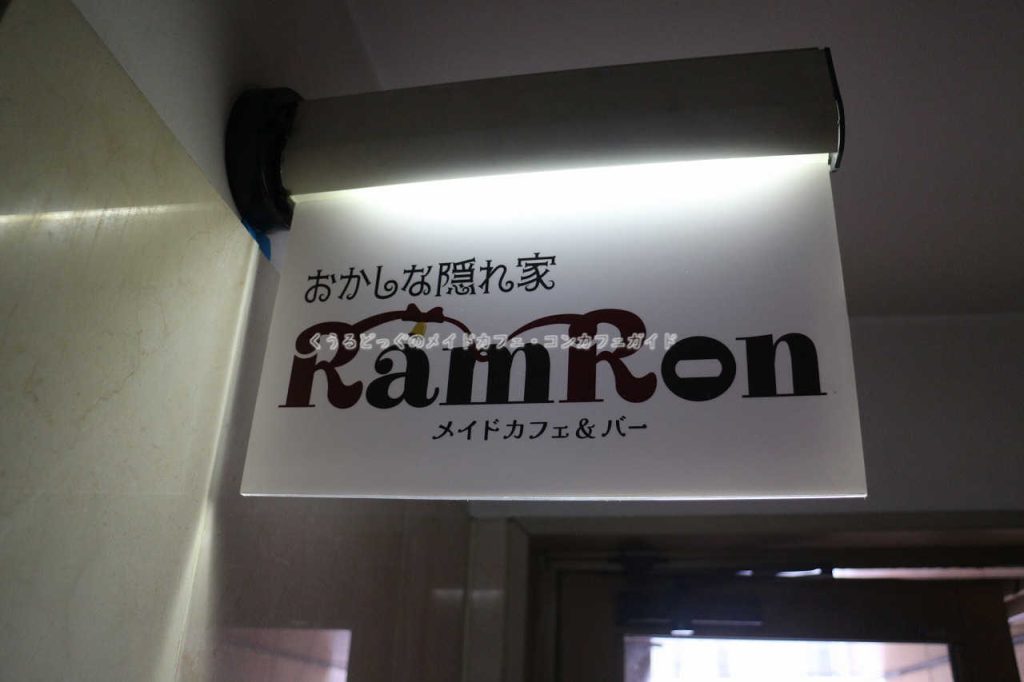 おかしな隠れ家
RamRon
くうるどっぐのメイドカフェ・コンカフェガイド
メイドカフェ&バー